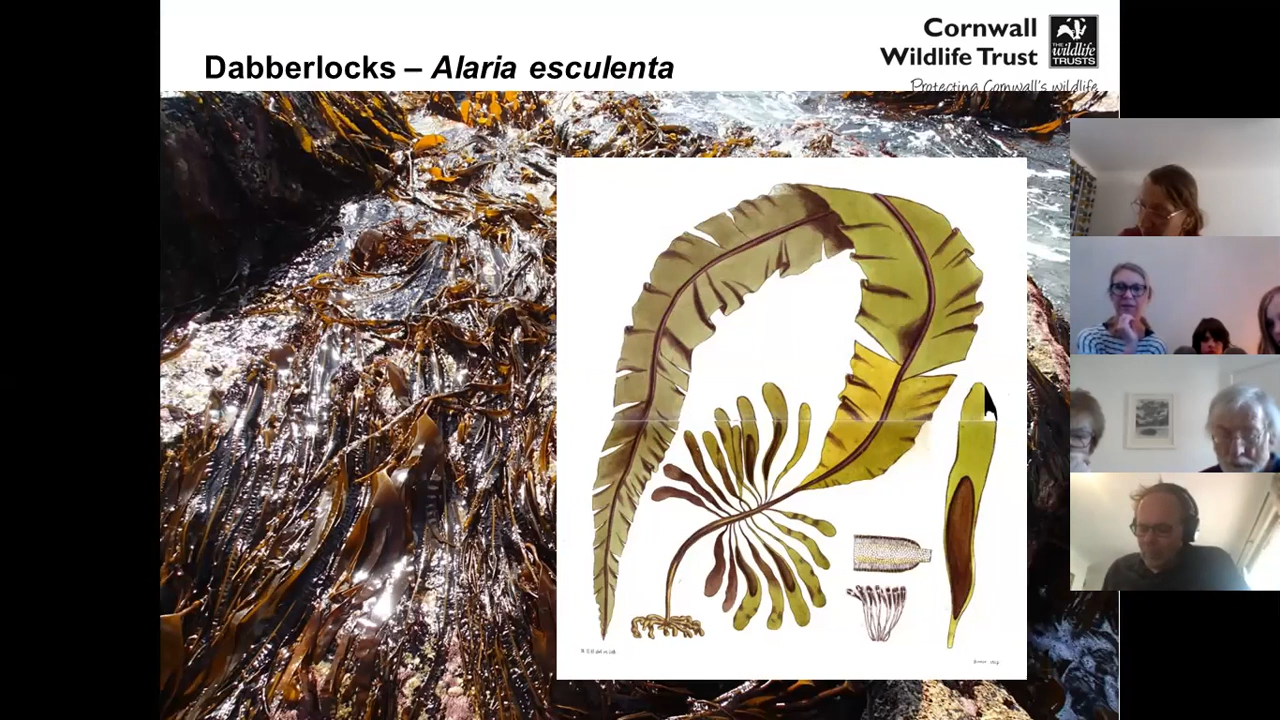 Cornwall
Wildlife Trust
THE
wildlife
TRUSTS
Protecting Cornwall's wildlife
Dabberlocks – Alaria esculenta